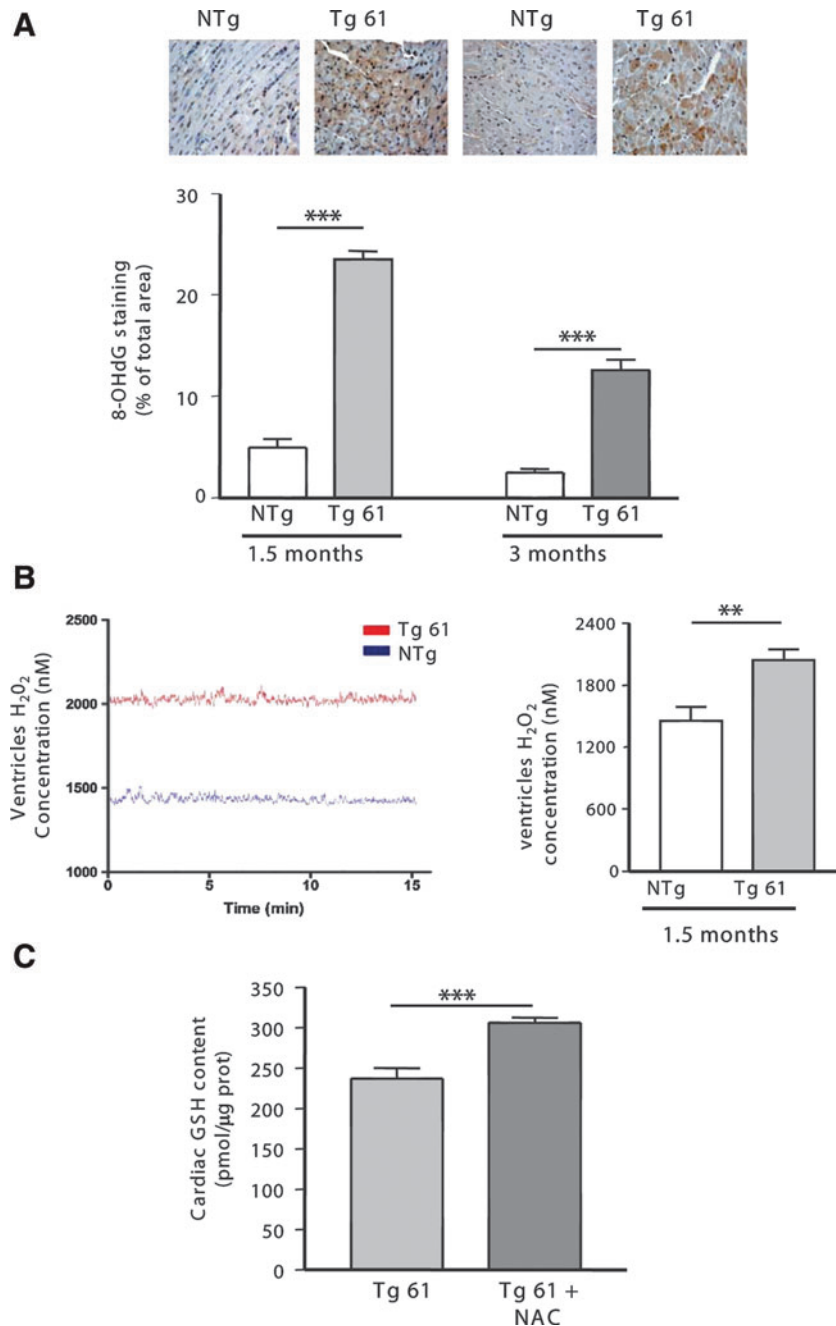 A
NTg
Tg 61
NTg
Tg 61
8-OHdG staining
(% of total area)
30
20
10
0
***
***
NTg
Tg 61
NTg
Tg 61
1.5 months
3 months
B
Ventricles H₂0₂
Concentration (nM)
2500
2000
1500
1000
Tg 61
NTg
0
5
10
15
Time (min)
ventricles H₂O₂
concentration (nM)
2400
1800
1200
600
0
**
NTg
Tg 61
1.5 months
C
Cardiac GSH content
(pmol/µg prot)
350
300
250
200
150
100
50
0
***
Tg 61
Tg 61 +
NAC